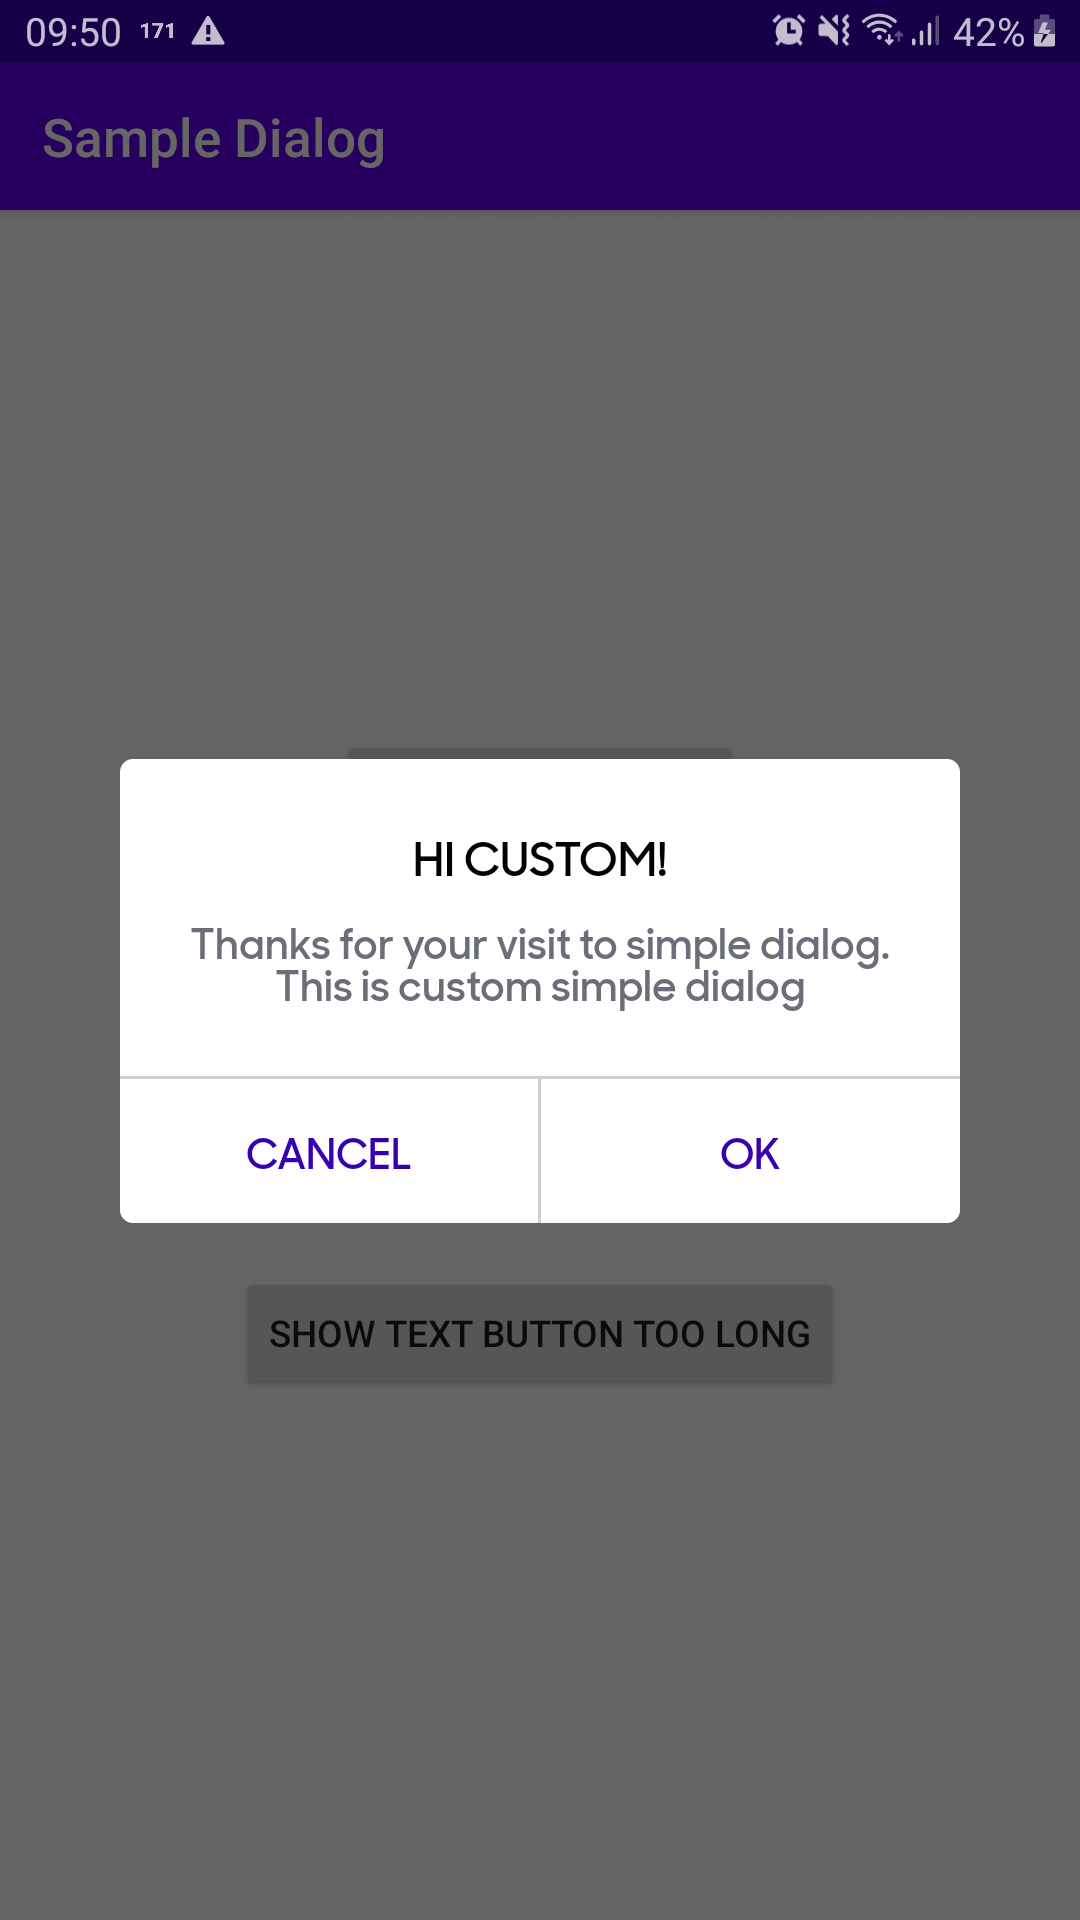 09:50 171 42%
Sample Dialog
HI CUSTOM!
Thanks for your visit to simple dialog.
This is custom simple dialog
CANCEL OK
SHOW TEXT BUTTON TOO LONG